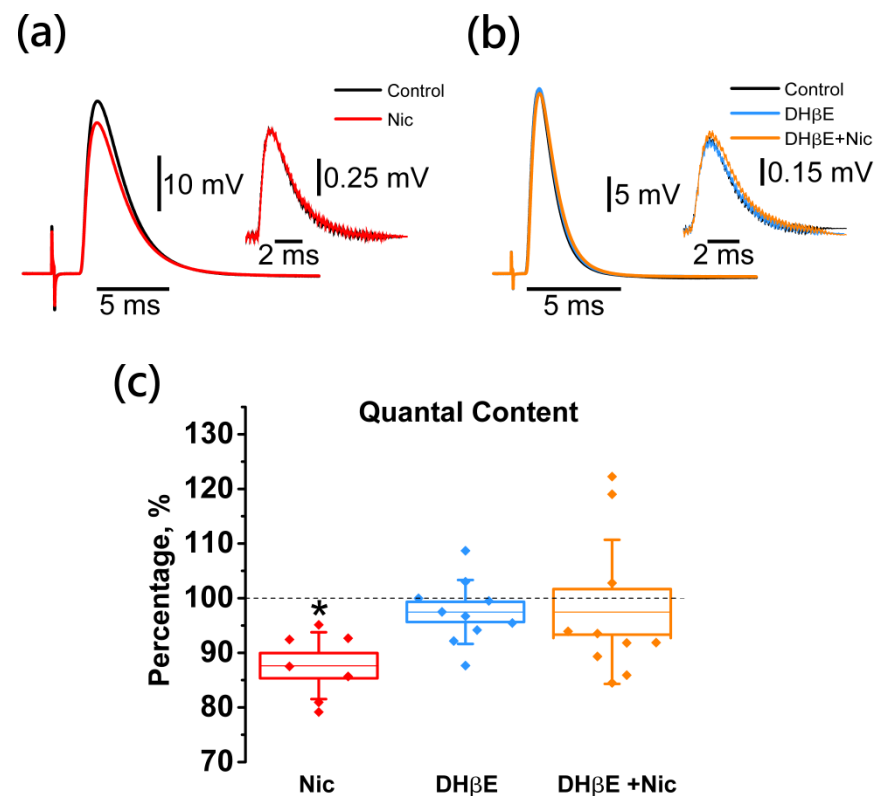 (a)
Control
Nic
10 mV
0.25 mV
2 ms
5 ms
(b)
Control
DHβE
DHβE+Nic
5 mV
0.15 mV
2 ms
5 ms
(c)
Quantal Content
Percentage, %
130
120
110
100
90
80
70
*
Nic
DHβE
DHβE +Nic